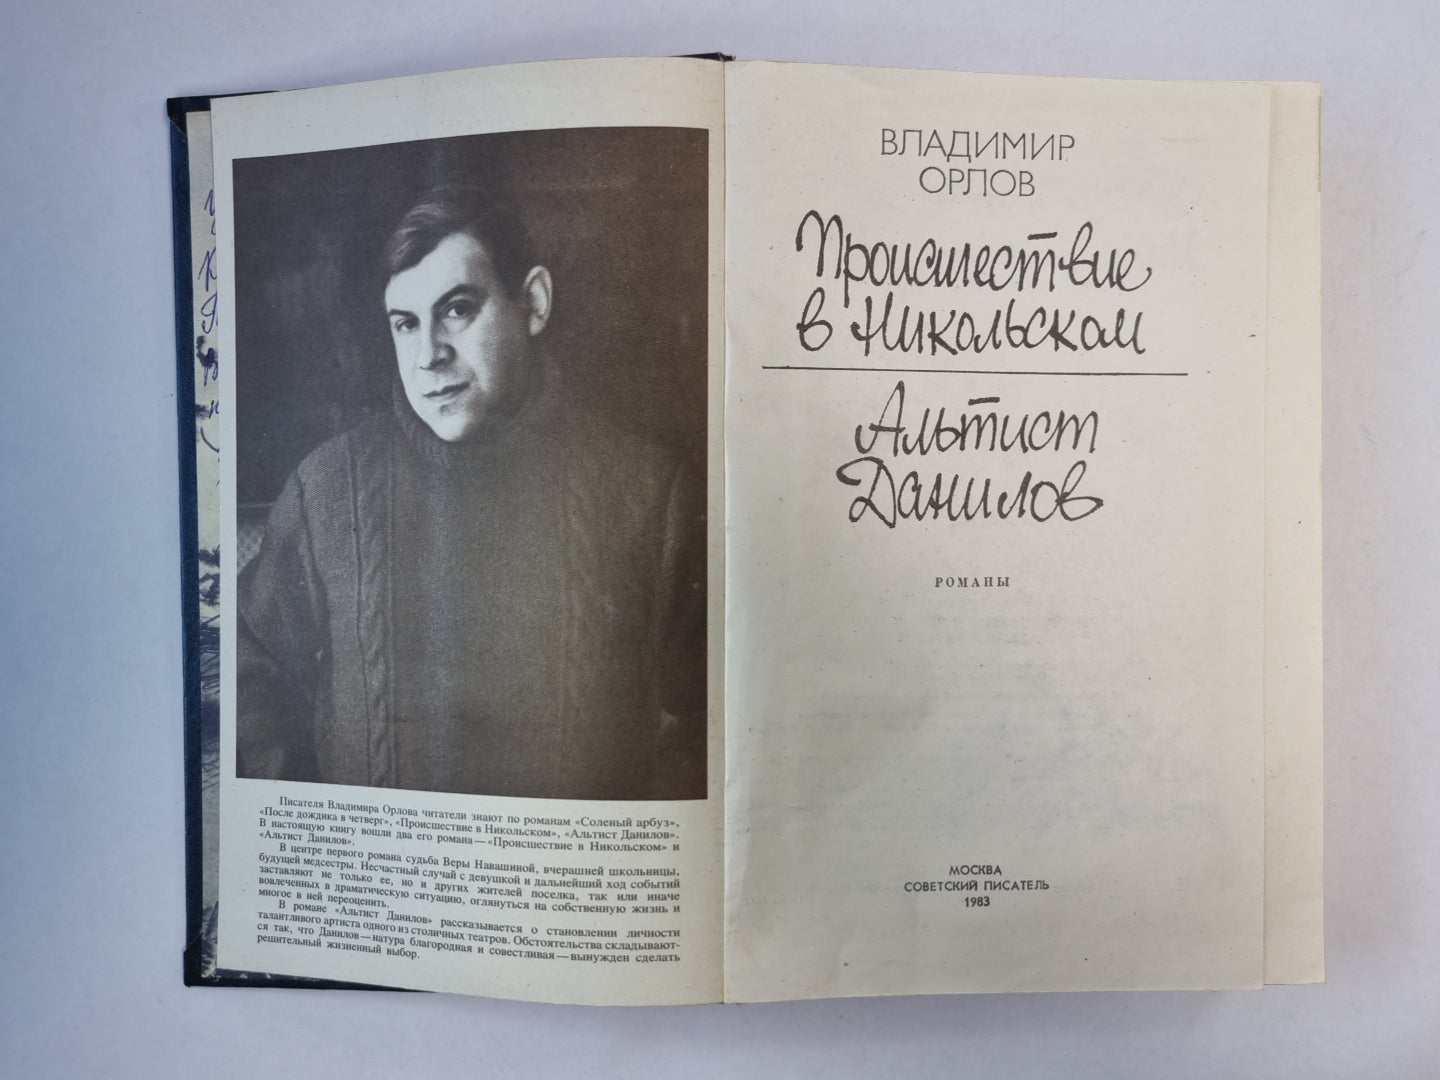 Писателя Владимира Орлова читатели знают по романам «Соленый арбуз»,
«После дождика в четверг», «Происшествие в Никольском», «Альтист Данилов».
В настоящую книгу вошли два его романа—«Происшествие в Никольском» и
«Альтист Данилов».
В центре первого романа судьба Веры Навашиной, вчерашней школьницы,
будущей медсестры. Несчастный случай с девушкой и дальнейший ход событий
заставляют не только ее, но и других жителей поселка, так или иначе
вовлеченных в драматическую ситуацию, оглянуться на собственную жизнь и
многое в ней переоценить.
В романе «Альтист Данилов» рассказывается о становлении личности
талантливого артиста одного из столичных театров. Обстоятельства складывают-
ся так, что Данилов—натура благородная и совестливая—вынужден сделать
решительный жизненный выбор.
ВЛАДИМИР
ОРЛОВ
Происшествие
в Никольском
Альтист
Данилов
РОМАНЫ
МОСКВА
СОВЕТСКИЙ ПИСАТЕЛЬ
1983